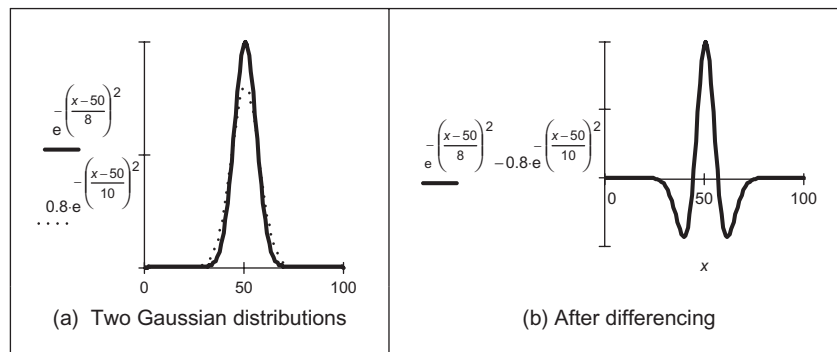 e^{-((x-50)/8)^2}
0.8·e^{-((x-50)/10)^2}
0 50 100
(a) Two Gaussian distributions
e^{-((x-50)/8)^2} -0.8·e^{-((x-50)/10)^2}
0 50 100
x
(b) After differencing